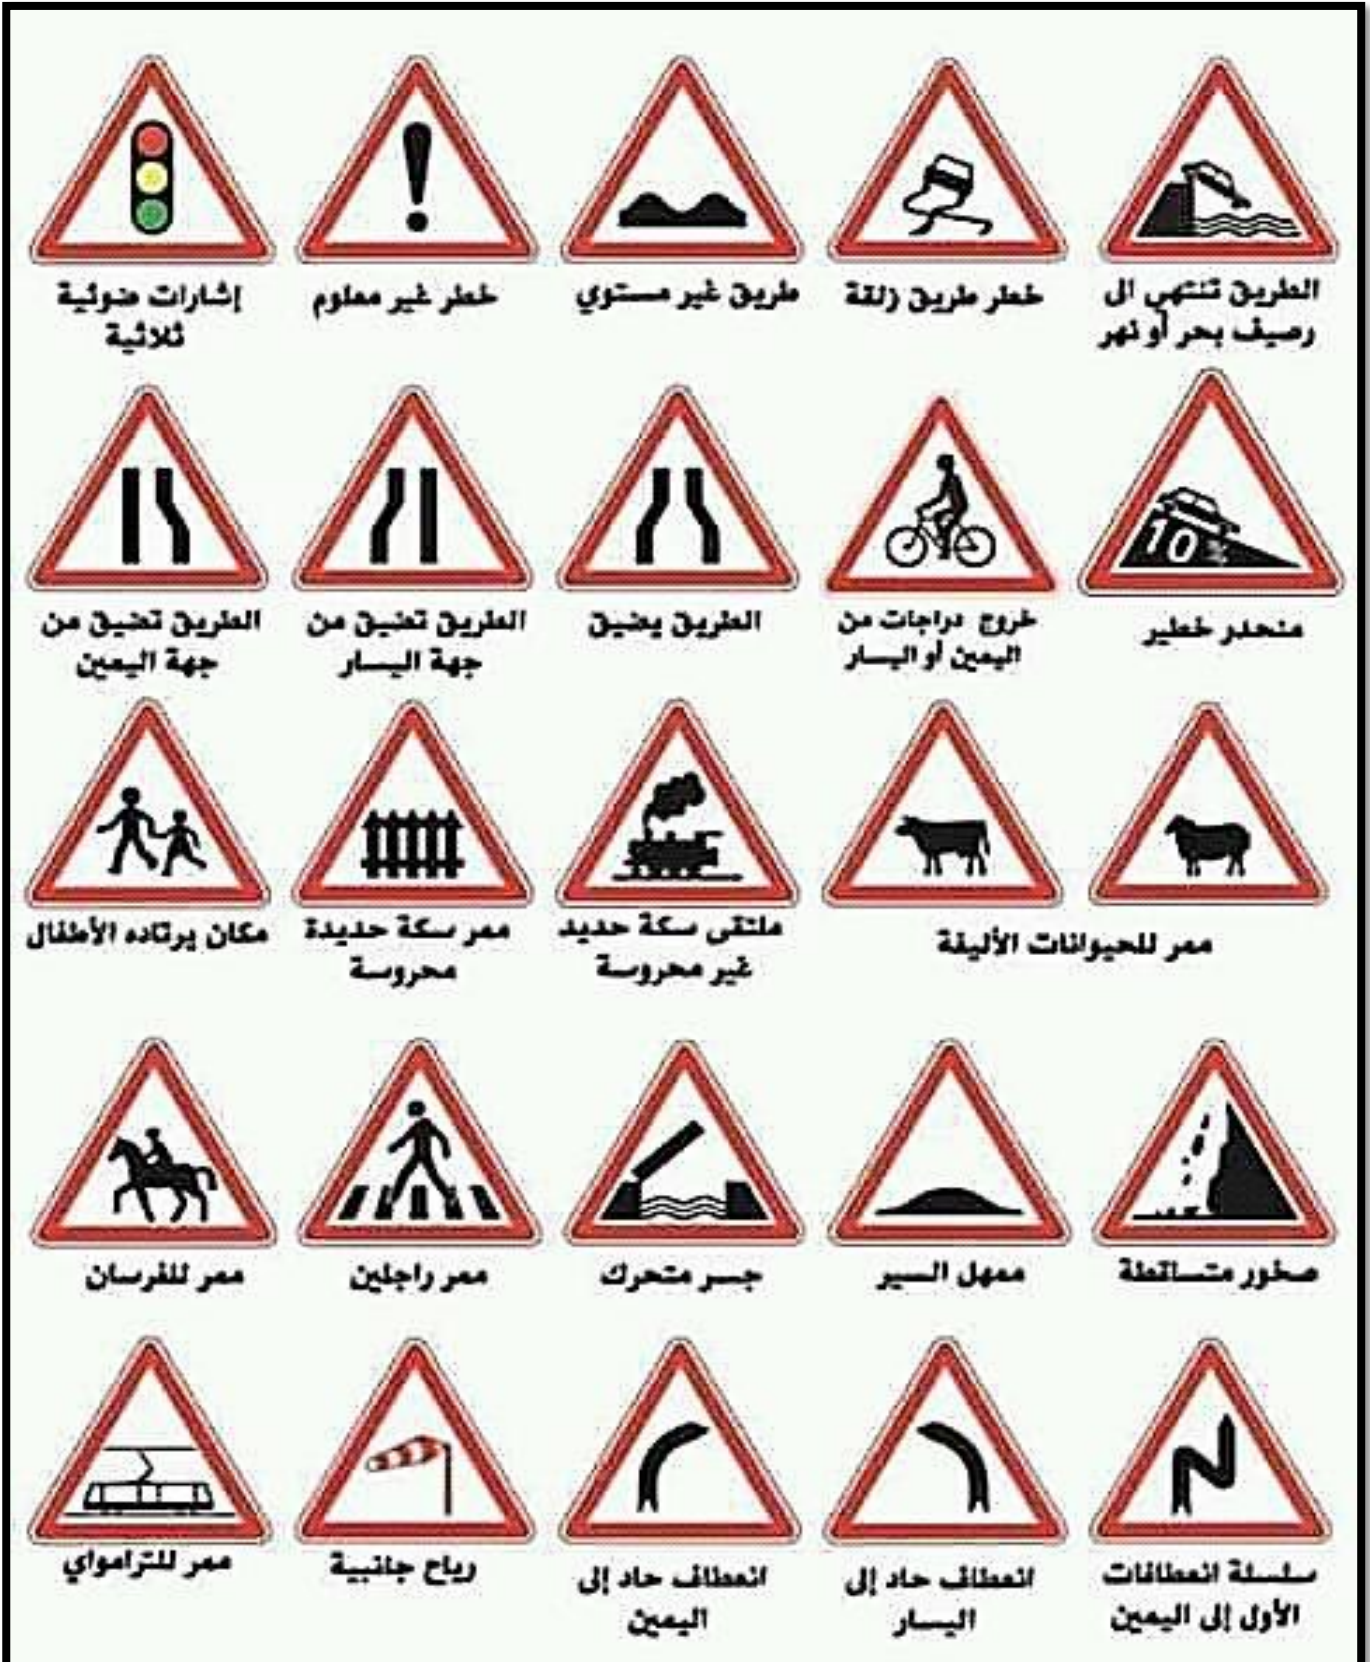 الطريق تنتهي الى
رصيف بحر أو نهر
خطر طريق زلقة
طريق غير مستوي
خطر غير معلوم
إشارات ضوئية
ثلاثية
10
منحدر خطير
خروج دراجات من
اليمين أو اليسار
الطريق يضيق
الطريق تضيق من
جهة اليسار
الطريق تضيق من
جهة اليمين
ممر للحيوانات الأليفة
ملتقى سكة حديد
غير محروسة
ممر سكة حديدة
محروسة
مكان يرتاده الأطفال
صخور متساقطة
ممهل السير
جسر متحرك
ممر راجلين
ممر للفرسان
سلسلة انعطافات
الأول إلى اليمين
انعطاف حاد إلى
اليسار
انعطاف حاد إلى
اليمين
رياح جانبية
ممر للترامواي